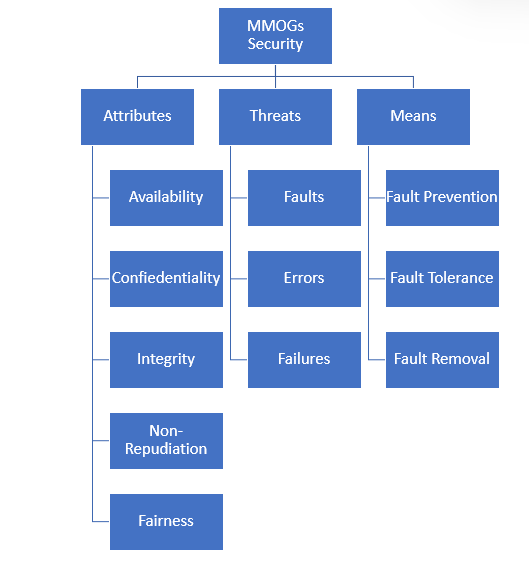 MMOGs
Security
Attributes
Threats
Means
Availability
Faults
Fault Prevention
Confiedentiality
Errors
Fault Tolerance
Integrity
Failures
Fault Removal
Non-
Repudiation
Fairness